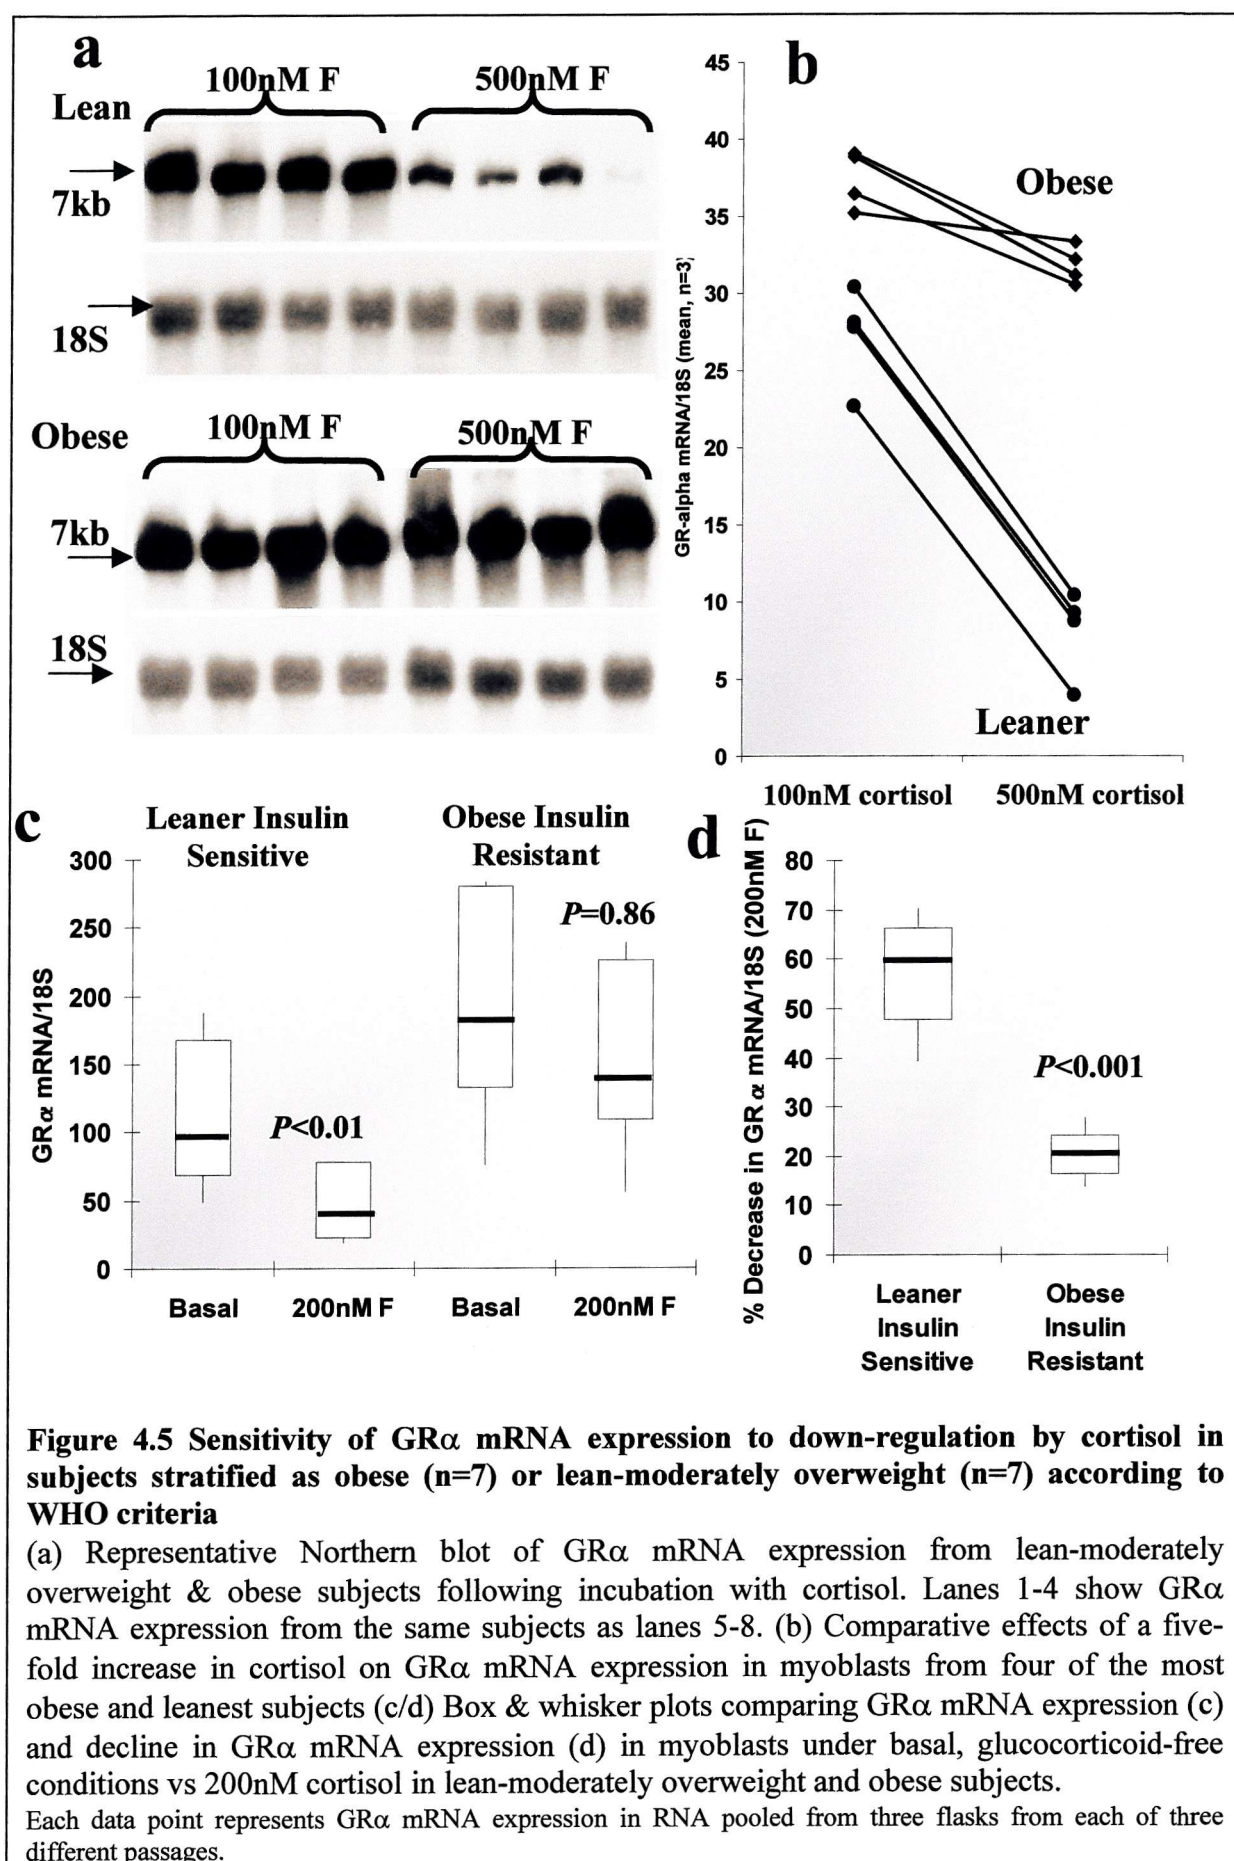 a
100nM F
500nM F
Lean
7kb
18S
Obese
100nM F
500nM F
7kb
18S
b
45
40
35
30
25
20
15
10
5
0
GR-alpha mRNA/18S (mean, n=3)
Obese
Leaner
100nM cortisol
500nM cortisol
c
Leaner Insulin
Sensitive
Obese Insulin
Resistant
300
250
200
150
100
50
0
GRα mRNA/18S
P<0.01
P=0.86
Basal
200nM F
Basal
200nM F
d
80
70
60
50
40
30
20
10
0
% Decrease in GRα mRNA/18S (200nM F)
P<0.001
Leaner
Insulin
Sensitive
Obese
Insulin
Resistant
Figure 4.5 Sensitivity of GRα mRNA expression to down-regulation by cortisol in
subjects stratified as obese (n=7) or lean-moderately overweight (n=7) according to
WHO criteria
(a) Representative Northern blot of GRα mRNA expression from lean-moderately
overweight & obese subjects following incubation with cortisol. Lanes 1-4 show GRα
mRNA expression from the same subjects as lanes 5-8. (b) Comparative effects of a five-
fold increase in cortisol on GRα mRNA expression in myoblasts from four of the most
obese and leanest subjects (c/d) Box & whisker plots comparing GRα mRNA expression (c)
and decline in GRα mRNA expression (d) in myoblasts under basal, glucocorticoid-free
conditions vs 200nM cortisol in lean-moderately overweight and obese subjects.
Each data point represents GRα mRNA expression in RNA pooled from three flasks from each of three
different passages.